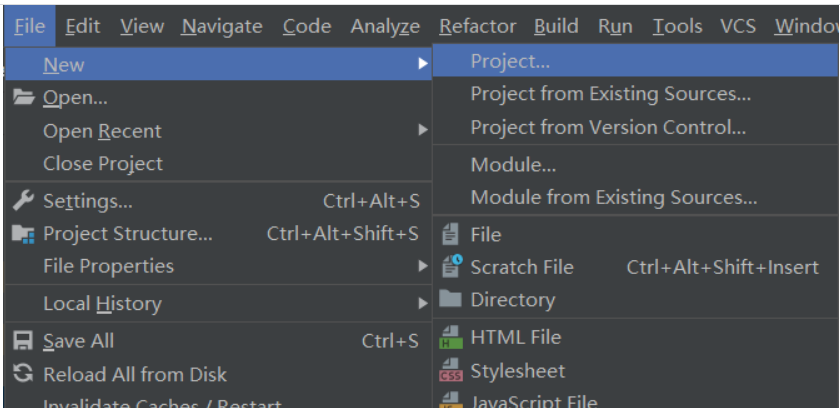 File Edit View Navigate Code Analyze Refactor Build Run Tools VCS Window
New
Open...
Open Recent
Close Project
Settings... Ctrl+Alt+S
Project Structure... Ctrl+Alt+Shift+S
File Properties
Local History
Save All Ctrl+S
Reload All from Disk
Invalidate Caches / Restart...
Project...
Project from Existing Sources...
Project from Version Control...
Module...
Module from Existing Sources...
File
Scratch File Ctrl+Alt+Shift+Insert
Directory
HTML File
Stylesheet
JavaScript File